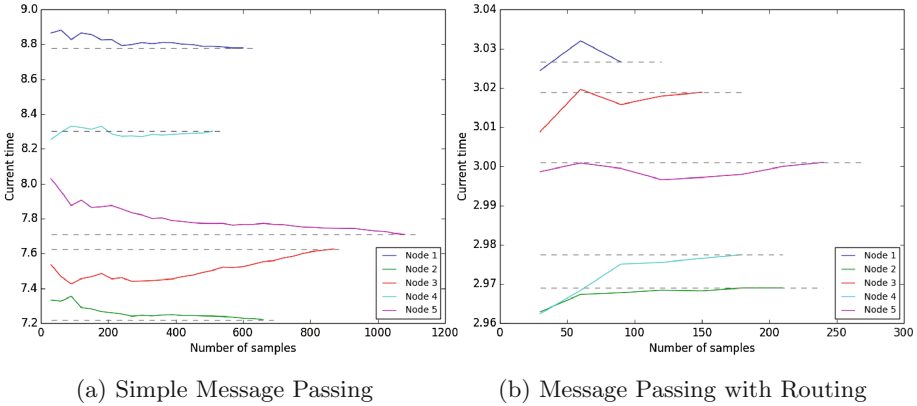 9.0
8.8
8.6
8.4
8.2
8.0
7.8
7.6
7.4
7.2
Current time
0 200 400 600 800 1000 1200
Number of samples
Node 1
Node 2
Node 3
Node 4
Node 5
(a) Simple Message Passing
3.04
3.03
3.02
3.01
3.00
2.99
2.98
2.97
2.96
Current time
0 50 100 150 200 250 300
Number of samples
Node 1
Node 2
Node 3
Node 4
Node 5
(b) Message Passing with Routing